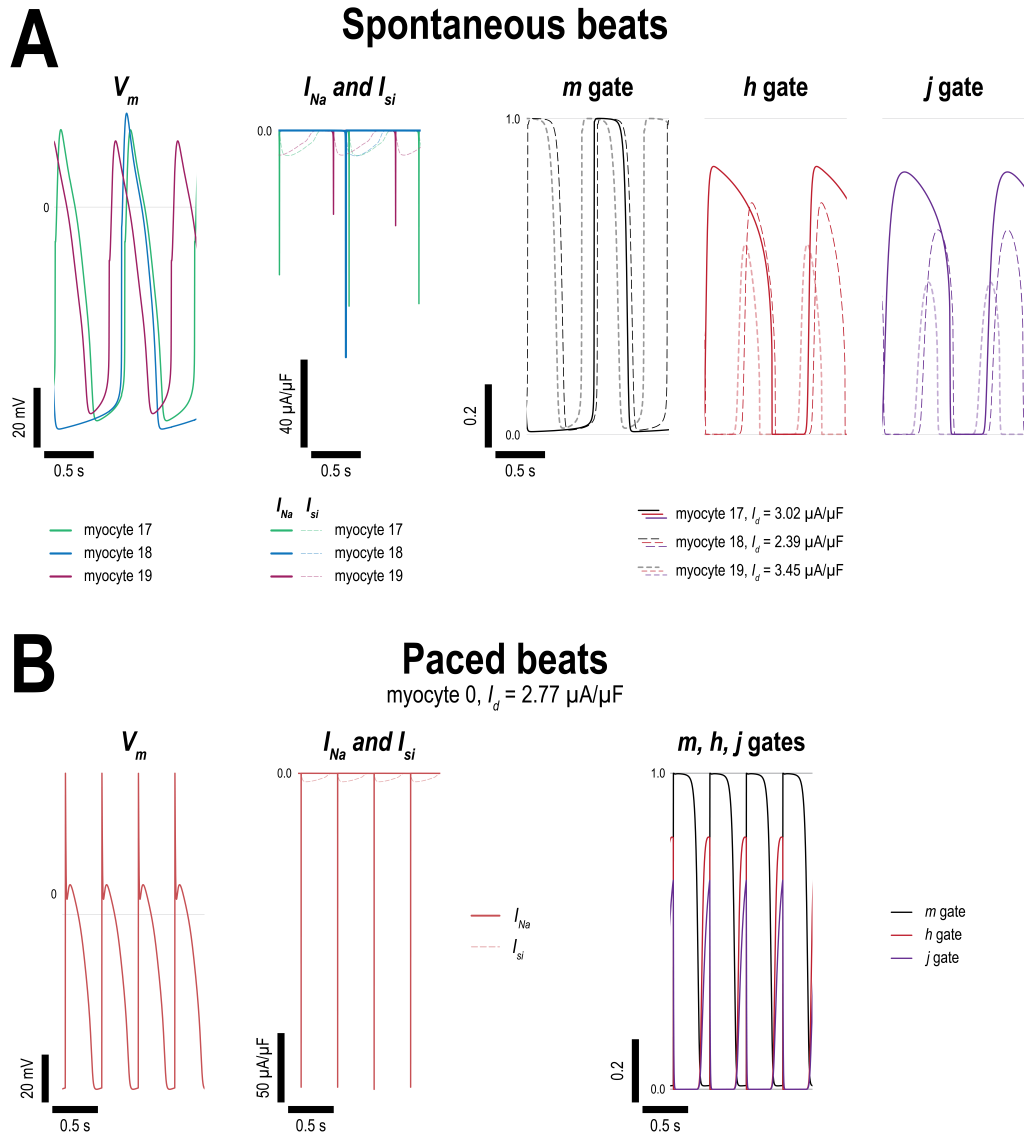 A
Spontaneous beats
Vm
INa and Isi
m gate
h gate
j gate
0
0.0
1.0
0.0
20 mV
0.5 s
40 µA/µF
0.5 s
0.2
0.5 s
myocyte 17
myocyte 18
myocyte 19
INa Isi
myocyte 17
myocyte 18
myocyte 19
myocyte 17, Id = 3.02 µA/µF
myocyte 18, Id = 2.39 µA/µF
myocyte 19, Id = 3.45 µA/µF
B
Paced beats
myocyte 0, Id = 2.77 µA/µF
Vm
INa and Isi
m, h, j gates
0
0.0
1.0
0.0
20 mV
0.5 s
50 µA/µF
0.5 s
INa
Isi
0.2
0.5 s
m gate
h gate
j gate